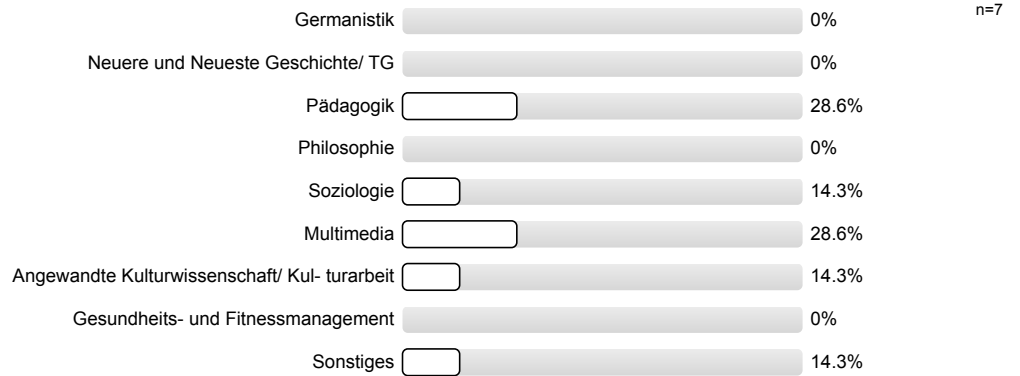 Germanistik 0% n=7
Neuere und Neueste Geschichte/ TG 0%
Pädagogik 28.6%
Philosophie 0%
Soziologie 14.3%
Multimedia 28.6%
Angewandte Kulturwissenschaft/ Kul- turarbeit 14.3%
Gesundheits- und Fitnessmanagement 0%
Sonstiges 14.3%